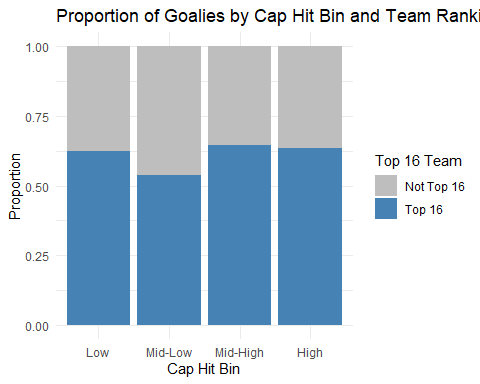 Proportion of Goalies by Cap Hit Bin and Team Ranki
1.00
0.75
0.50
0.25
0.00
Proportion
Low Mid-Low Mid-High High
Cap Hit Bin
Top 16 Team
Not Top 16
Top 16